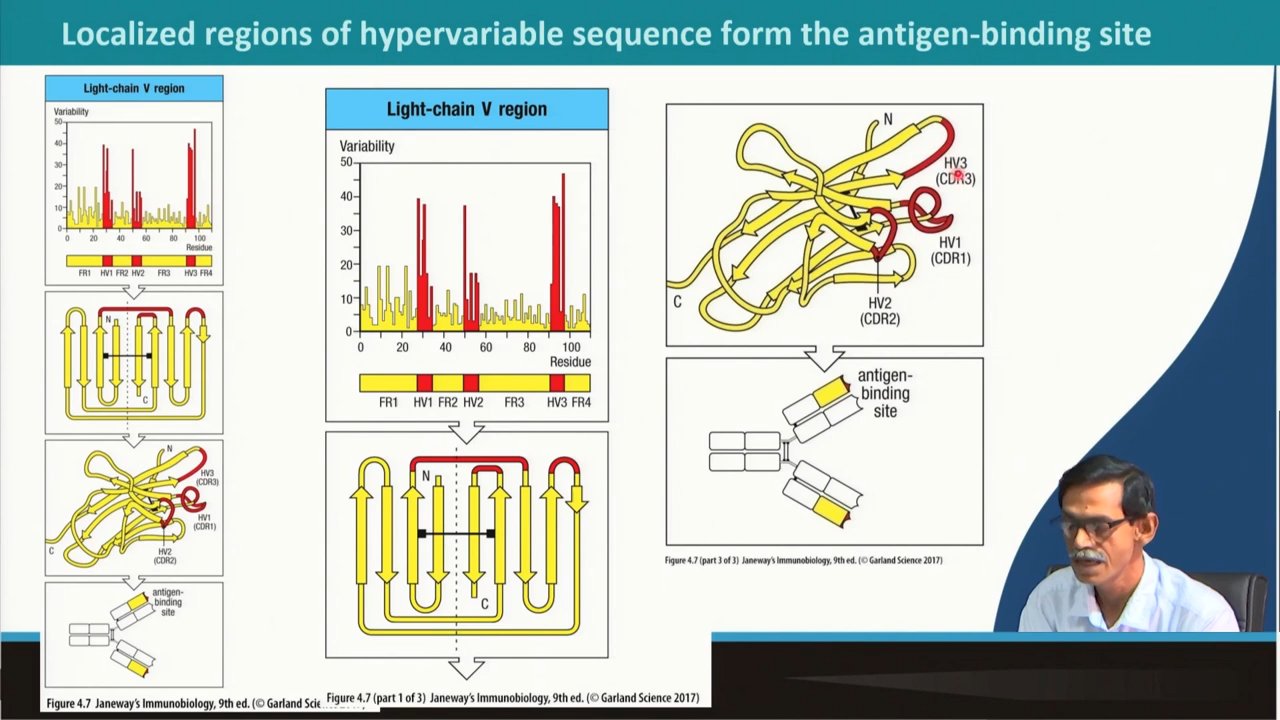 Localized regions of hypervariable sequence form the antigen-binding site
Light-chain V region
Variability
50
40
30
20
10
0
0 20 40 60 80 100
Residue
FR1 HV1 FR2 HV2 FR3 HV3 FR4
N
C
N
HV3
(CDR3)
HV1
(CDR1)
C
HV2
(CDR2)
antigen-
binding
site
Figure 4.7 Janeway's Immunobiology, 9th ed. (© Garland
Light-chain V region
Variability
50
40
30
20
10
0
0 20 40 60 80 100
Residue
FR1 HV1 FR2 HV2 FR3 HV3 FR4
N
C
Figure 4.7 (part 1 of 3) Janeway's Immunobiology, 9th ed. (© Garland Science 2017)
N
HV3
(CDR3)
HV1
(CDR1)
C
HV2
(CDR2)
antigen-
binding
site
Figure 4.7 (part 3 of 3) Janeway's Immunobiology, 9th ed. (© Garland Science 2017)